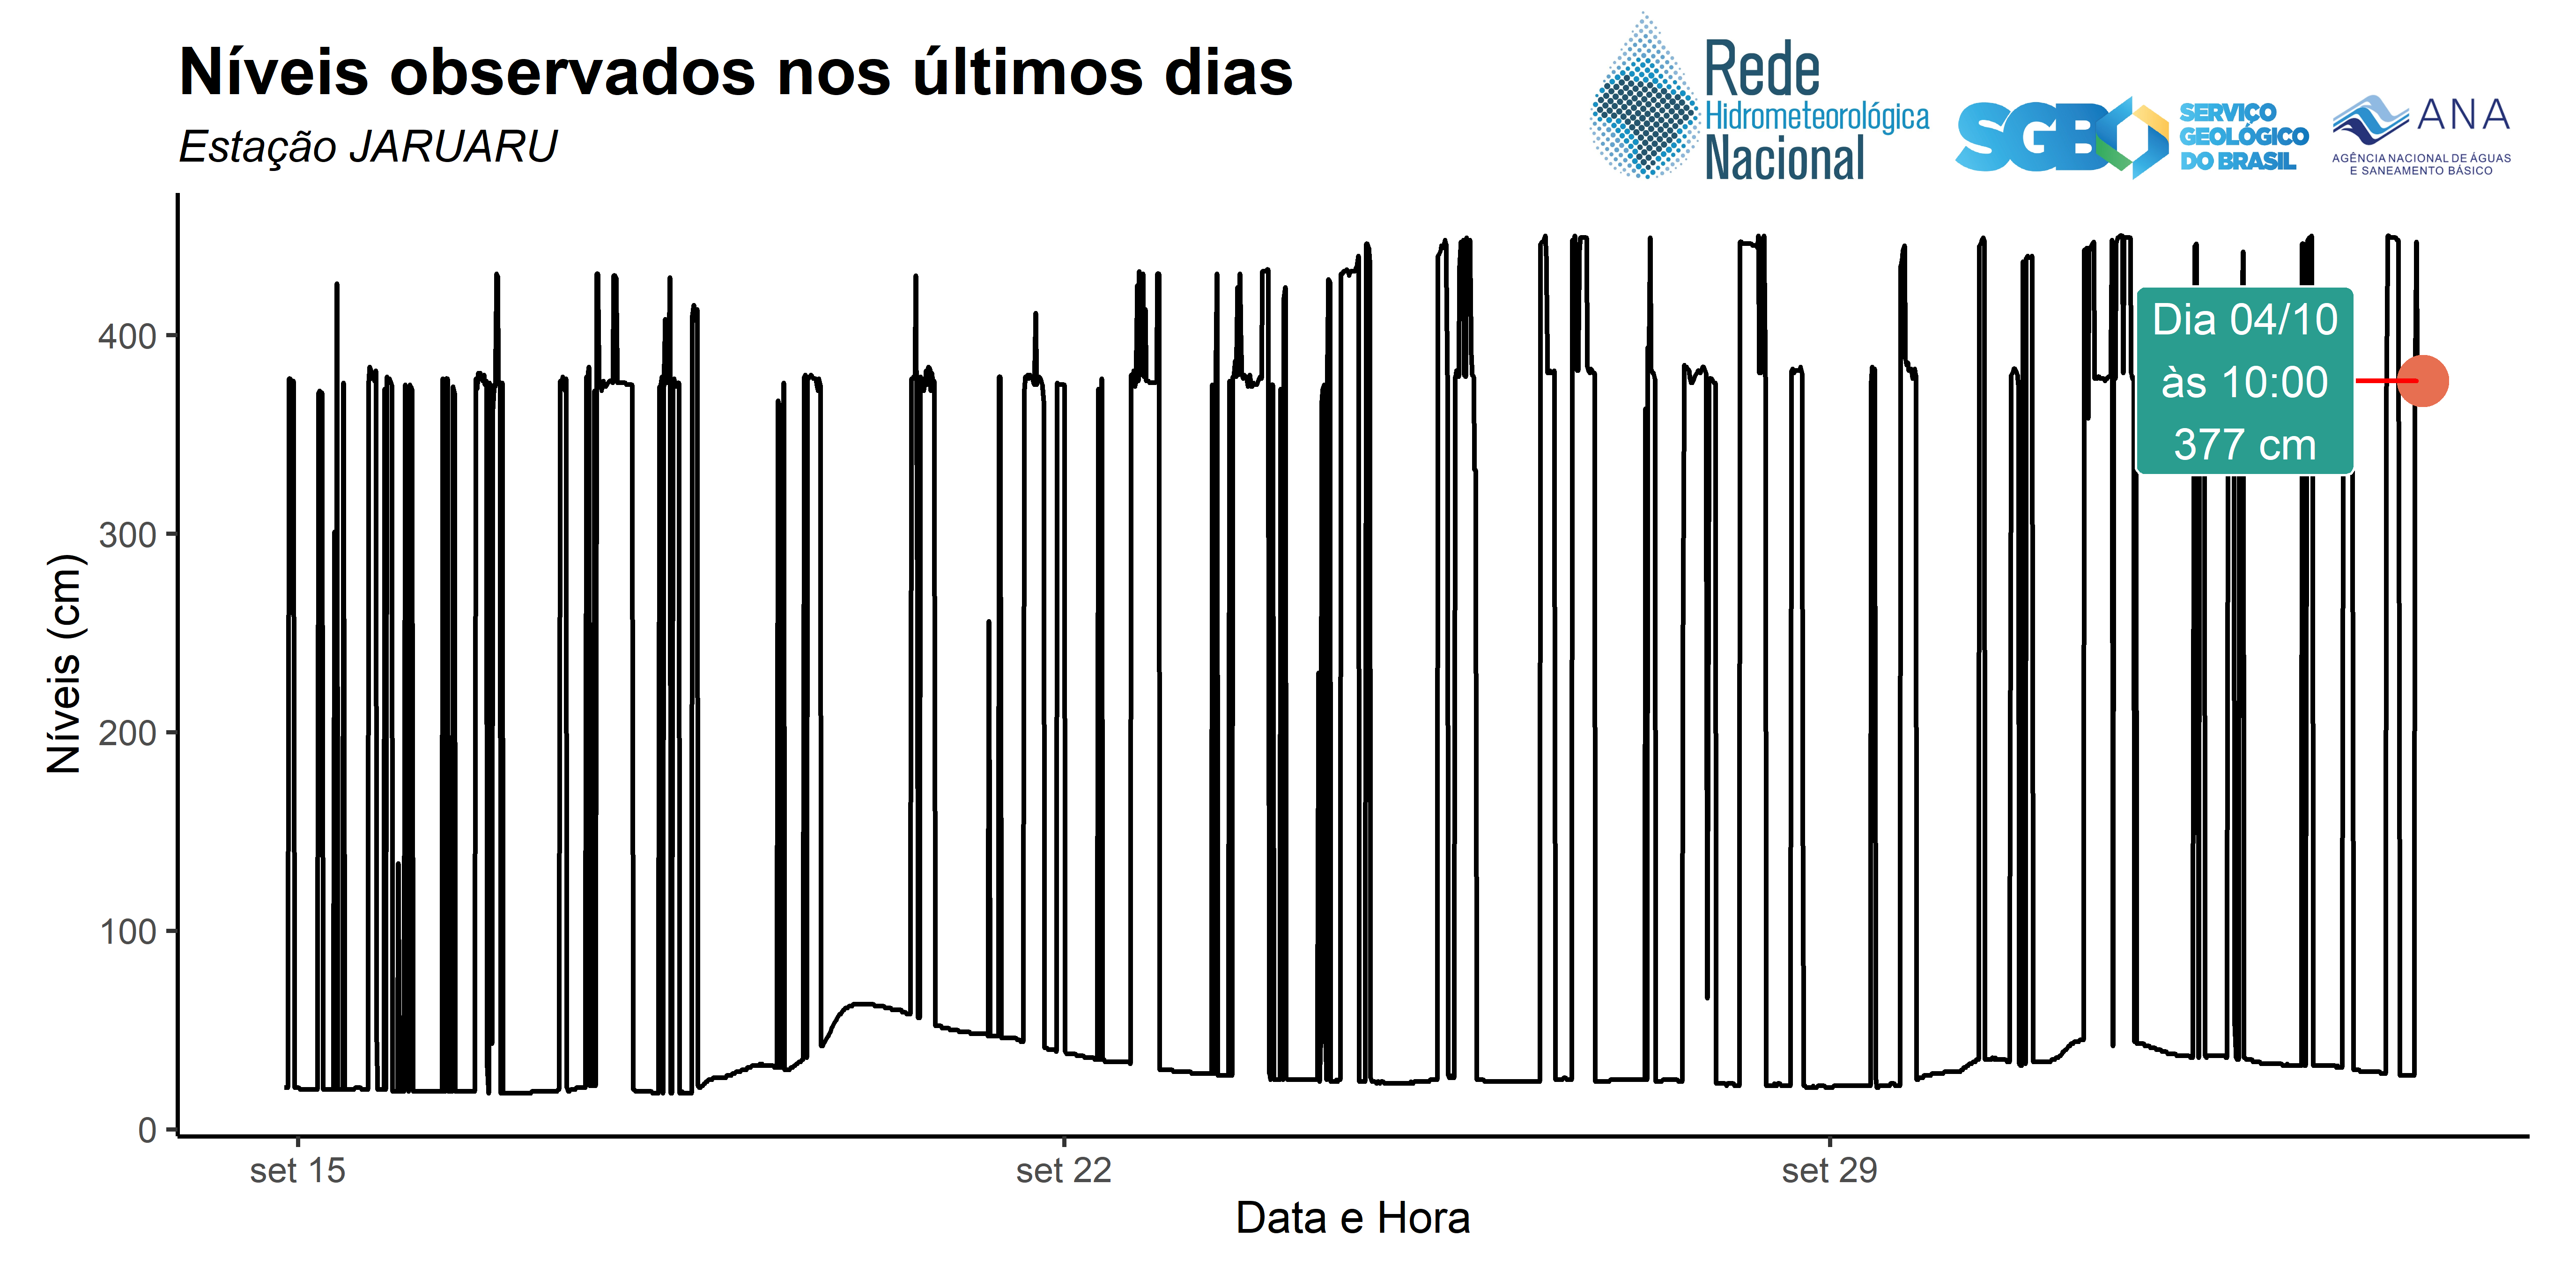 Níveis observados nos últimos dias
Estação JARUARU
Rede
Hidrometeorológica
Nacional
SGB
SERVIÇO
GEOLÓGICO
DO BRASIL
ANA
AGÊNCIA NACIONAL DE ÁGUAS
E SANEAMENTO BÁSICO
Níveis (cm)
400
300
200
100
0
Dia 04/10
às 10:00
377 cm
set 15
set 22
set 29
Data e Hora